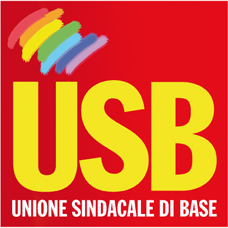 USB
UNIONE SINDACALE DI BASE